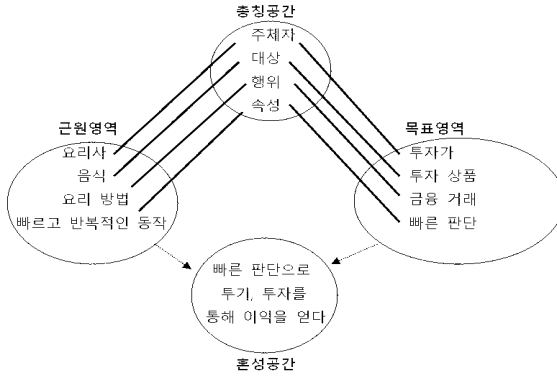 총칭공간
주체자
대상
행위
속성
근원영역
요리사
음식
요리 방법
빠르고 반복적인 동작
목표영역
투자가
투자 상품
금융 거래
빠른 판단
빠른 판단으로
투기, 투자를
통해 이익을 얻다
혼성공간